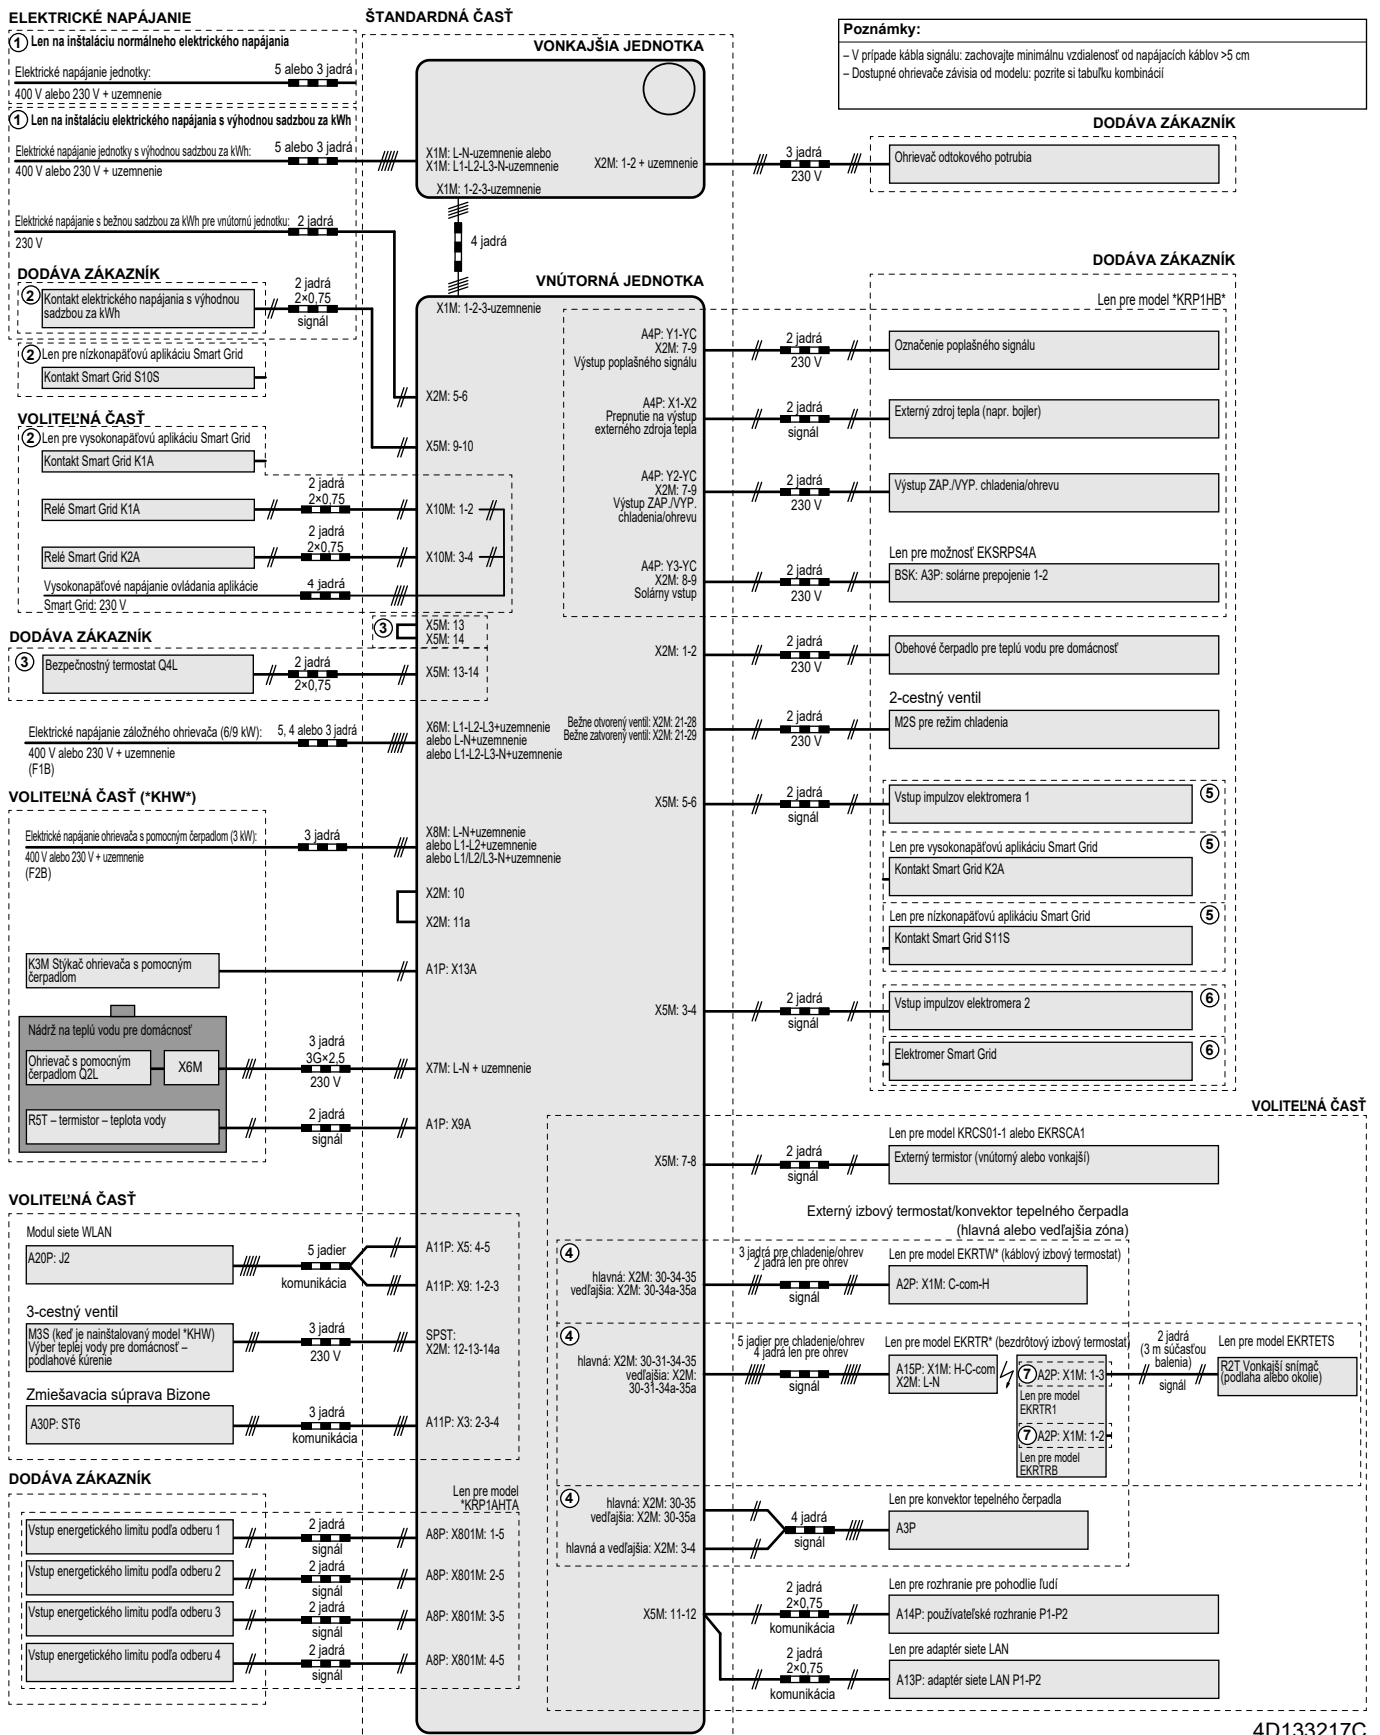 ELEKTRICKÉ NAPÁJANIE
1 Len na inštaláciu normálneho elektrického napájania
Elektrické napájanie jednotky:
5 alebo 3 jadrá
400 V alebo 230 V + uzemnenie
1 Len na inštaláciu elektrického napájania s výhodnou sadzbou za kWh
Elektrické napájanie jednotky s výhodnou sadzbou za kWh:
5 alebo 3 jadrá
400 V alebo 230 V + uzemnenie
Elektrické napájanie s bežnou sadzbou za kWh pre vnútornú jednotku:
2 jadrá
230 V
DODÁVA ZÁKAZNÍK
2 Kontakt elektrického napájania s výhodnou
sadzbou za kWh
2 jadrá
2×0,75
signál
2 Len pre nízkonapäťovú aplikáciu Smart Grid
Kontakt Smart Grid S10S
VOLITEĽNÁ ČASŤ
2 Len pre vysokonapäťovú aplikáciu Smart Grid
Kontakt Smart Grid K1A
Relé Smart Grid K1A
2 jadrá
2×0,75
Relé Smart Grid K2A
2 jadrá
2×0,75
Vysokonapäťové napájanie ovládania aplikácie
Smart Grid: 230 V
4 jadrá
DODÁVA ZÁKAZNÍK
3 Bezpečnostný termostat Q4L
2 jadrá
2×0,75
Elektrické napájanie záložného ohrievača (6/9 kW):
5, 4 alebo 3 jadrá
400 V alebo 230 V + uzemnenie
(F1B)
VOLITEĽNÁ ČASŤ (*KHW*)
Elektrické napájanie ohrievača s pomocným čerpadlom (3 kW):
3 jadrá
400 V alebo 230 V + uzemnenie
(F2B)
K3M Stýkač ohrievača s pomocným
čerpadlom
Nádrž na teplú vodu pre domácnosť
Ohrievač s pomocným
čerpadlom Q2L
X6M
3 jadrá
3G×2,5
230 V
R5T – termistor – teplota vody
2 jadrá
signál
VOLITEĽNÁ ČASŤ
Modul siete WLAN
A20P: J2
5 jadier
komunikácia
3-cestný ventil
M3S (keď je nainštalovaný model *KHW)
Výber teplej vody pre domácnosť –
podlahové kúrenie
3 jadrá
230 V
Zmiešavacia súprava Bizone
A30P: ST6
3 jadrá
komunikácia
DODÁVA ZÁKAZNÍK
Vstup energetického limitu podľa odberu 1
2 jadrá
signál
Vstup energetického limitu podľa odberu 2
2 jadrá
signál
Vstup energetického limitu podľa odberu 3
2 jadrá
signál
Vstup energetického limitu podľa odberu 4
2 jadrá
signál
ŠTANDARDNÁ ČASŤ
VONKAJŠIA JEDNOTKA
X1M: L-N-uzemnenie alebo
X1M: L1-L2-L3-N-uzemnenie
X2M: 1-2 + uzemnenie
X1M: 1-2-3-uzemnenie
4 jadrá
VNÚTORNÁ JEDNOTKA
X1M: 1-2-3-uzemnenie
X2M: 5-6
X5M: 9-10
X10M: 1-2
X10M: 3-4
3
X5M: 13
X5M: 14
X5M: 13-14
X6M: L1-L2-L3+uzemnenie
alebo L-N+uzemnenie
alebo L1-L2-L3-N+uzemnenie
X8M: L-N+uzemnenie
alebo L1-L2+uzemnenie
alebo L1/L2/L3-N+uzemnenie
X2M: 10
X2M: 11a
A1P: X13A
X7M: L-N + uzemnenie
A1P: X9A
A11P: X5: 4-5
A11P: X9: 1-2-3
SPST:
X2M: 12-13-14a
A11P: X3: 2-3-4
Len pre model
*KRP1AHTA
A8P: X801M: 1-5
A8P: X801M: 2-5
A8P: X801M: 3-5
A8P: X801M: 4-5
Poznámky:
– V prípade kábla signálu: zachovajte minimálnu vzdialenosť od napájacích káblov >5 cm
– Dostupné ohrievače závisia od modelu: pozrite si tabuľku kombinácií
DODÁVA ZÁKAZNÍK
3 jadrá
230 V
Ohrievač odtokového potrubia
DODÁVA ZÁKAZNÍK
Len pre model *KRP1HB*
A4P: Y1-YC
X2M: 7-9
Výstup poplašného signálu
2 jadrá
230 V
Označenie poplašného signálu
A4P: X1-X2
Prepnutie na výstup
externého zdroja tepla
2 jadrá
signál
Externý zdroj tepla (napr. bojler)
A4P: Y2-YC
X2M: 7-9
Výstup ZAP./VYP.
chladenia/ohrevu
2 jadrá
230 V
Výstup ZAP./VYP. chladenia/ohrevu
Len pre možnosť EKSRPS4A
A4P: Y3-YC
X2M: 8-9
Solárny vstup
2 jadrá
230 V
BSK: A3P: solárne prepojenie 1-2
X2M: 1-2
2 jadrá
230 V
Obehové čerpadlo pre teplú vodu pre domácnosť
2-cestný ventil
Bežne otvorený ventil: X2M: 21-28
Bežne zatvorený ventil: X2M: 21-29
2 jadrá
230 V
M2S pre režim chladenia
X5M: 5-6
2 jadrá
signál
Vstup impulzov elektromera 1
5
Len pre vysokonapäťovú aplikáciu Smart Grid
5
Kontakt Smart Grid K2A
Len pre nízkonapäťovú aplikáciu Smart Grid
5
Kontakt Smart Grid S11S
X5M: 3-4
2 jadrá
signál
Vstup impulzov elektromera 2
6
Elektromer Smart Grid
6
VOLITEĽNÁ ČASŤ
Len pre model KRCS01-1 alebo EKRSCA1
X5M: 7-8
2 jadrá
signál
Externý termistor (vnútorný alebo vonkajší)
Externý izbový termostat/konvektor tepelného čerpadla
(hlavná alebo vedľajšia zóna)
4
hlavná: X2M: 30-34-35
vedľajšia: X2M: 30-34a-35a
3 jadrá pre chladenie/ohrev
2 jadrá len pre ohrev
signál
Len pre model EKRTW* (káblový izbový termostat)
A2P: X1M: C-com-H
4
hlavná: X2M: 30-31-34-35
vedľajšia: X2M:
30-31-34a-35a
5 jadier pre chladenie/ohrev
4 jadrá len pre ohrev
signál
Len pre model EKRTR* (bezdrôtový izbový termostat)
A15P: X1M: H-C-com
X2M: L-N
7 A2P: X1M: 1-3
Len pre model
EKRTR1
7 A2P: X1M: 1-2
Len pre model
EKRTRB
2 jadrá
(3 m súčasťou
balenia)
signál
Len pre model EKRTETS
R2T Vonkajší snímač
(podlaha alebo okolie)
4
hlavná: X2M: 30-35
vedľajšia: X2M: 30-35a
hlavná a vedľajšia: X2M: 3-4
4 jadrá
signál
Len pre konvektor tepelného čerpadla
A3P
X5M: 11-12
2 jadrá
2×0,75
komunikácia
Len pre rozhranie pre pohodlie ľudí
A14P: používateľské rozhranie P1-P2
2 jadrá
2×0,75
komunikácia
Len pre adaptér siete LAN
A13P: adaptér siete LAN P1-P2
4D133217C